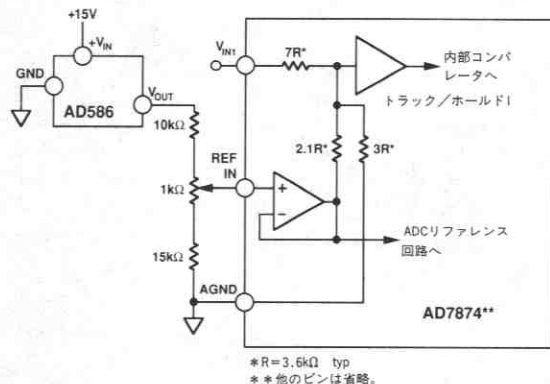 +15V
+VIN
GND
VOUT
AD586
10kΩ
1kΩ
15kΩ
REF
IN
AGND
VIN1
7R*
2.1R*
3R*
+
−
内部コンパ
レータへ
トラック/ホールド1
ADCリファレンス
回路へ
AD7874**
*R=3.6kΩ typ
**他のピンは省略。